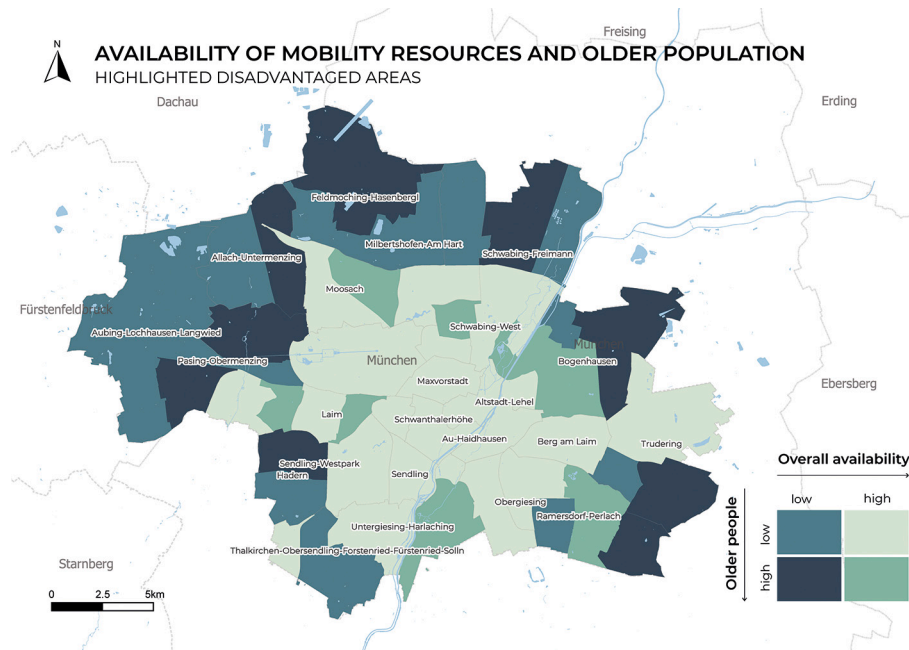 Freising
N
AVAILABILITY OF MOBILITY RESOURCES AND OLDER POPULATION
HIGHLIGHTED DISADVANTAGED AREAS
Dachau
Erding
Feldmoching-Hasenbergl
Milbertshofen-Am Hart
Schwabing-Freimann
Allach-Untermenzing
Moosach
Fürstenfeldbruck
Schwabing-West
Aubing-Lochhausen-Langwied
München
Pasing-Obermenzing
München
Bogenhausen
Maxvorstadt
Ebersberg
Altstadt-Lehel
Laim
Schwanthalerhöhe
Au-Haidhausen
Berg am Laim
Trudering
Sendling-Westpark
Hadern
Sendling
Overall availability
low
high
Obergiesing
Ramersdorf-Perlach
Untergiesing-Harlaching
Older people
low
high
Thalkirchen-Obersendling-Forstenried-Fürstenried-Solln
Starnberg
0 2.5 5km